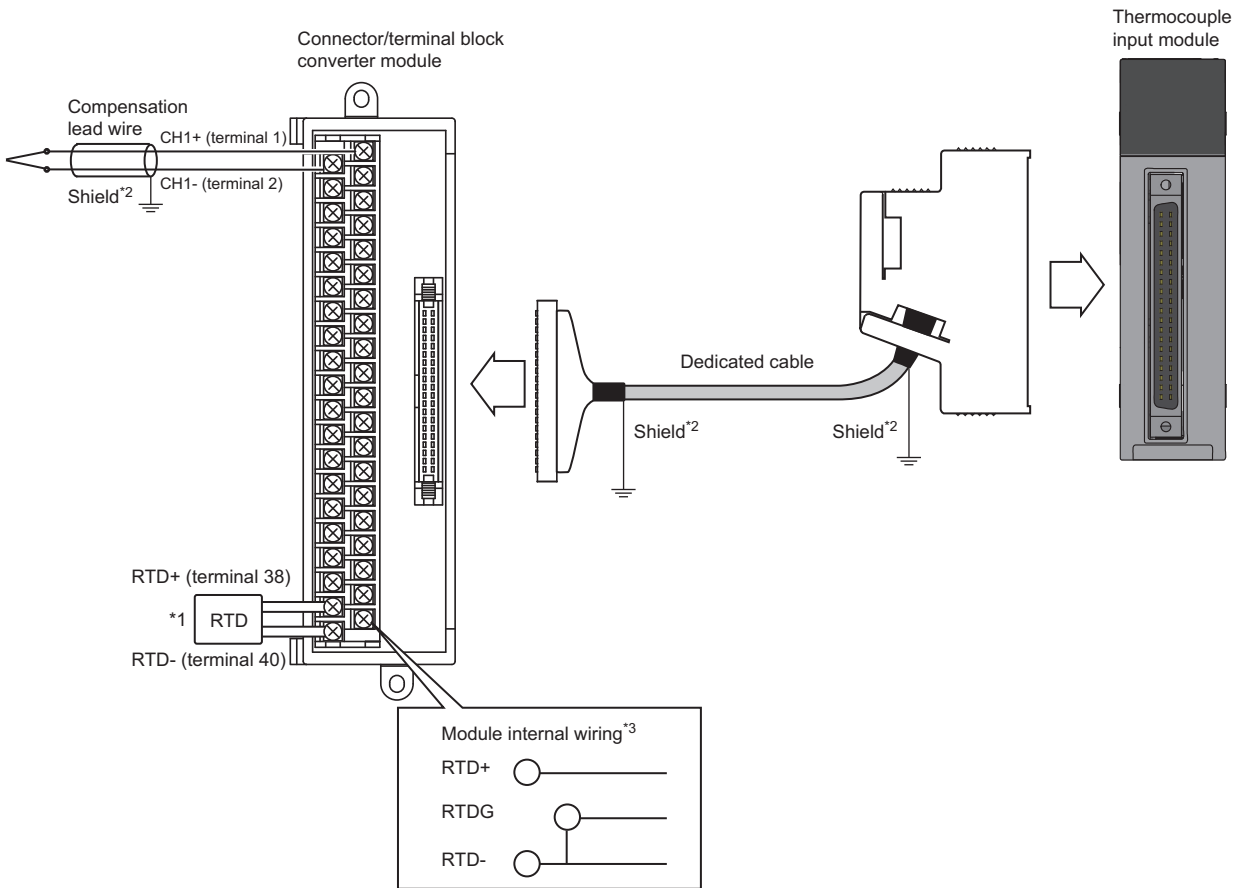 Thermocouple
input module
Connector/terminal block
converter module
Compensation
lead wire
CH1+ (terminal 1)
CH1- (terminal 2)
Shield*2
Dedicated cable
Shield*2
Shield*2
RTD+ (terminal 38)
*1
RTD
RTD- (terminal 40)
Module internal wiring*3
RTD+
RTDG
RTD-